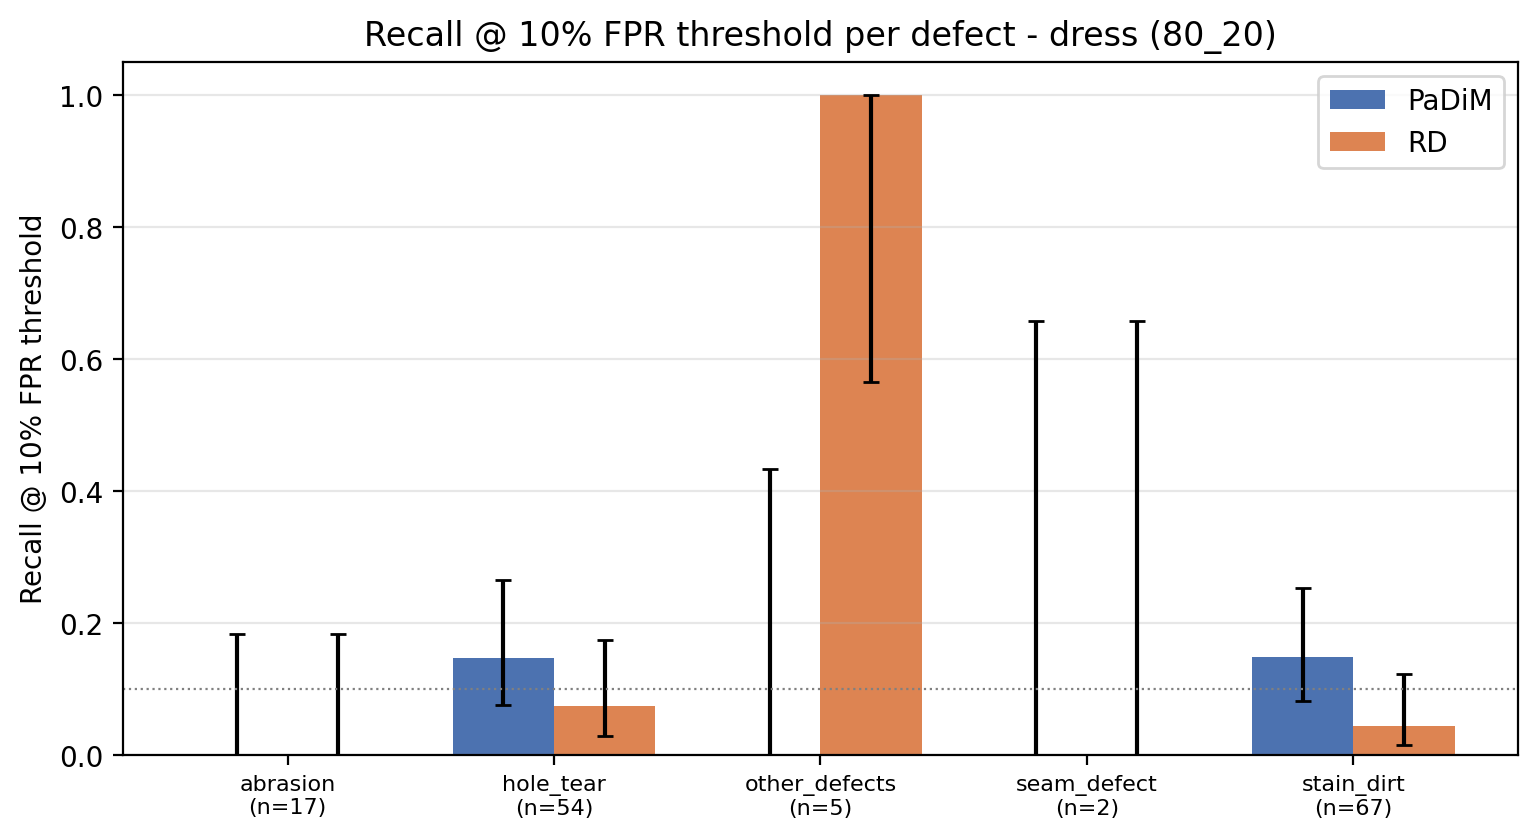 Recall @ 10% FPR threshold per defect - dress (80_20)
PaDiM
RD
Recall @ 10% FPR threshold
1.0
0.8
0.6
0.4
0.2
0.0
abrasion
(n=17)
hole_tear
(n=54)
other_defects
(n=5)
seam_defect
(n=2)
stain_dirt
(n=67)